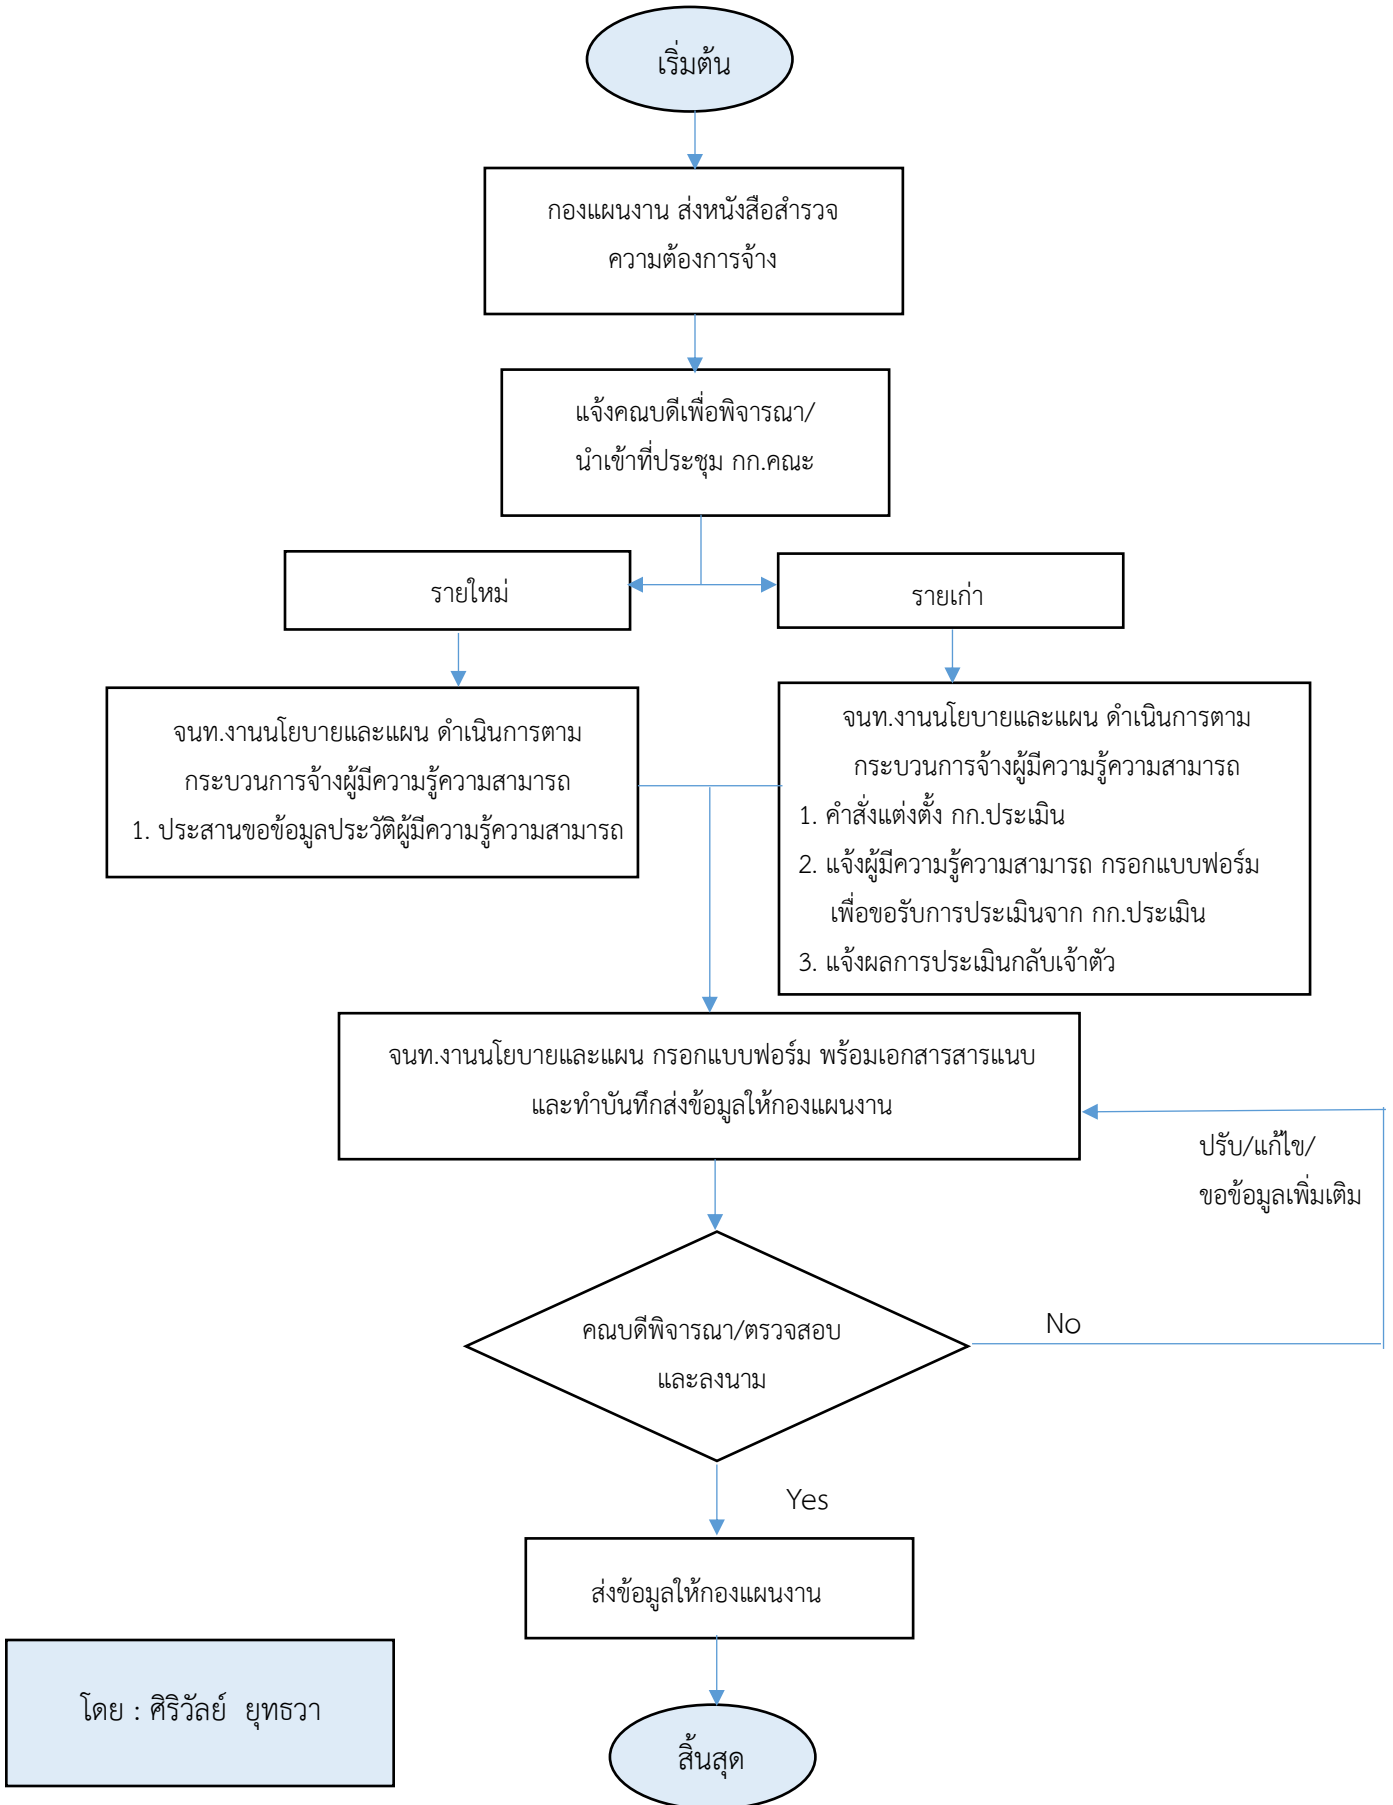 เริ่มต้น
กองแผนงาน ส่งหนังสือสำรวจ
ความต้องการจ้าง
แจ้งคณบดีเพื่อพิจารณา/
นำเข้าที่ประชุม กก.คณะ
รายใหม่
รายเก่า
จนท.งานนโยบายและแผน ดำเนินการตาม
กระบวนการจ้างผู้มีความรู้ความสามารถ
1. ประสานขอข้อมูลประวัติผู้มีความรู้ความสามารถ
จนท.งานนโยบายและแผน ดำเนินการตาม
กระบวนการจ้างผู้มีความรู้ความสามารถ
1. คำสั่งแต่งตั้ง กก.ประเมิน
2. แจ้งผู้มีความรู้ความสามารถ กรอกแบบฟอร์ม
เพื่อขอรับการประเมินจาก กก.ประเมิน
3. แจ้งผลการประเมินกลับเจ้าตัว
จนท.งานนโยบายและแผน กรอกแบบฟอร์ม พร้อมเอกสารสารแนบ
และทำบันทึกส่งข้อมูลให้กองแผนงาน
ปรับ/แก้ไข/
ขอข้อมูลเพิ่มเติม
คณบดีพิจารณา/ตรวจสอบ
และลงนาม
No
Yes
ส่งข้อมูลให้กองแผนงาน
โดย : ศิริวัลย์ ยุทธวา
สิ้นสุด